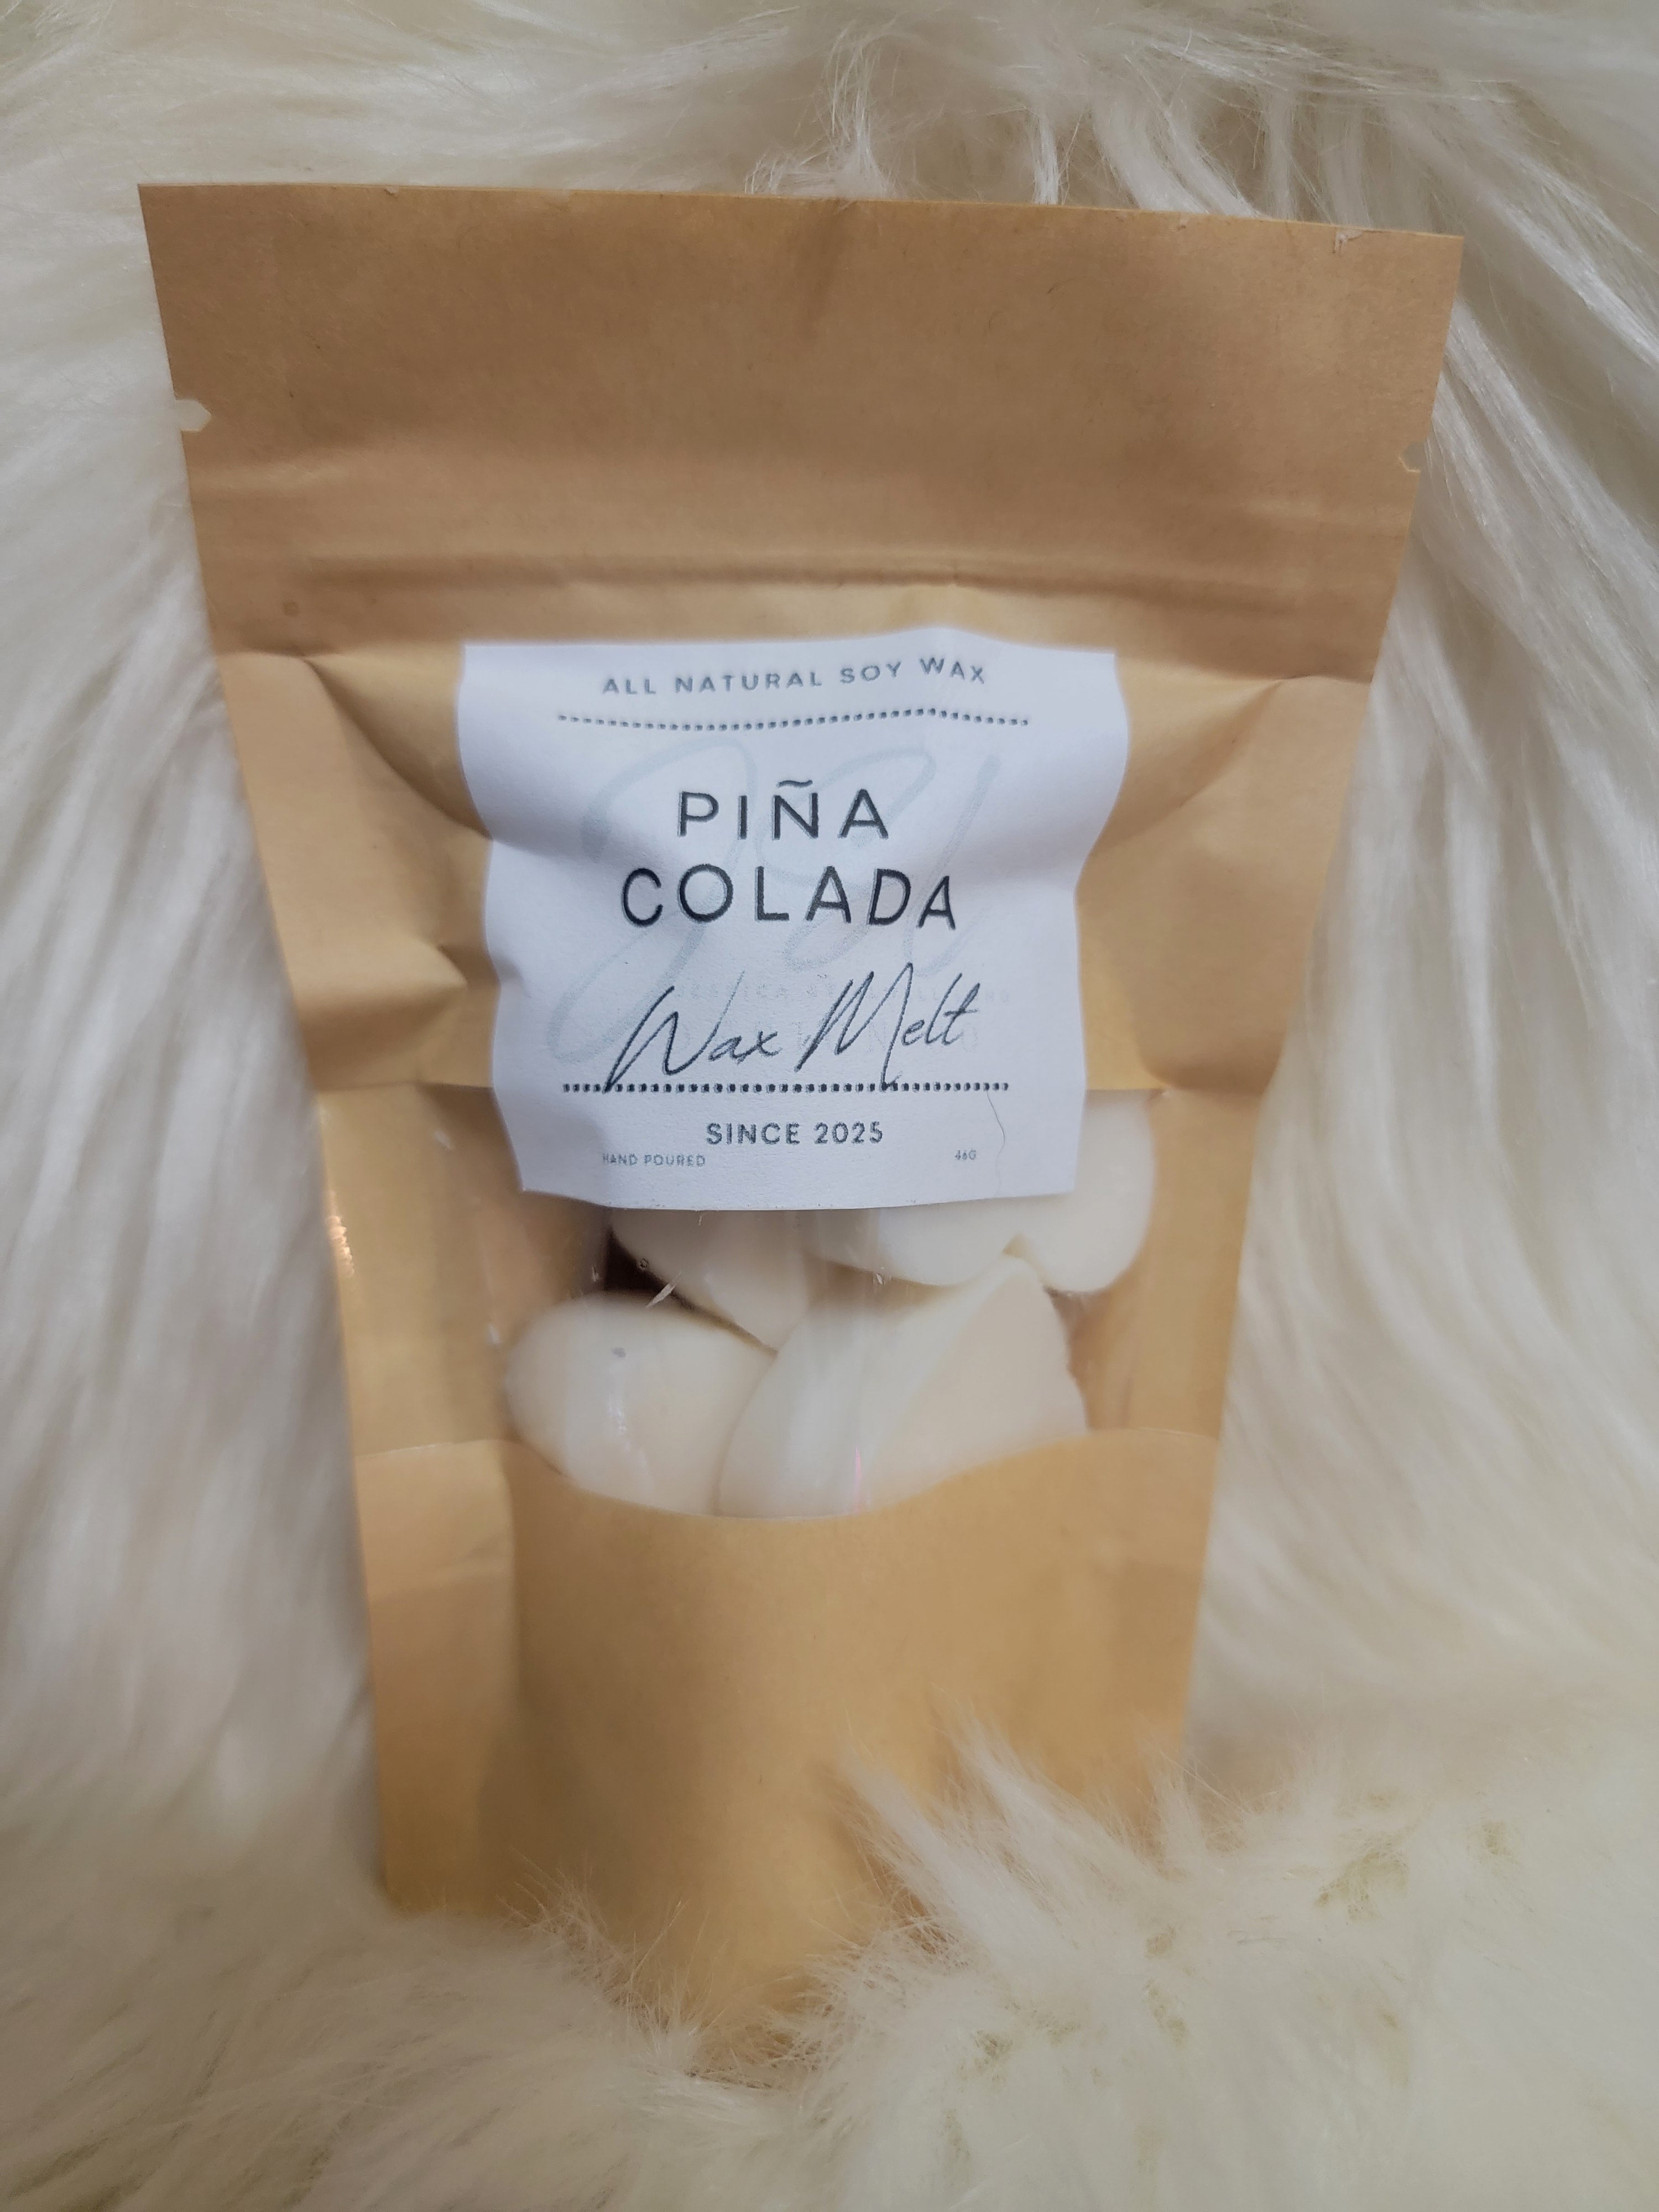 ALL NATURAL SOY WAX
PIÑA
COLADA
Wax Melt
SINCE 2025
HAND POURED 46G